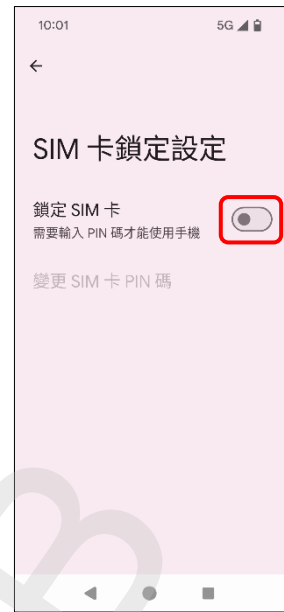 10:01 5G
SIM 卡鎖定設定
鎖定 SIM 卡
需要輸入 PIN 碼才能使用手機
變更 SIM 卡 PIN 碼